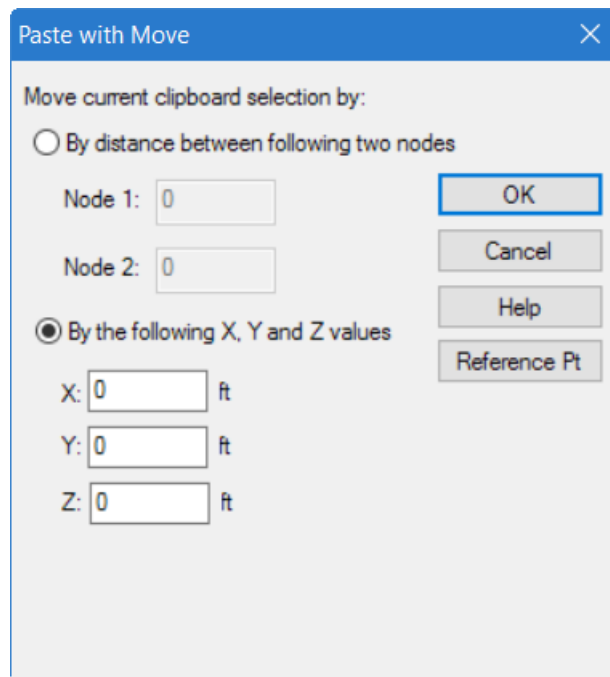 Paste with Move
Move current clipboard selection by:
By distance between following two nodes
Node 1: 0
OK
Node 2: 0
Cancel
Help
By the following X, Y and Z values
Reference Pt
X: 0 ft
Y: 0 ft
Z: 0 ft